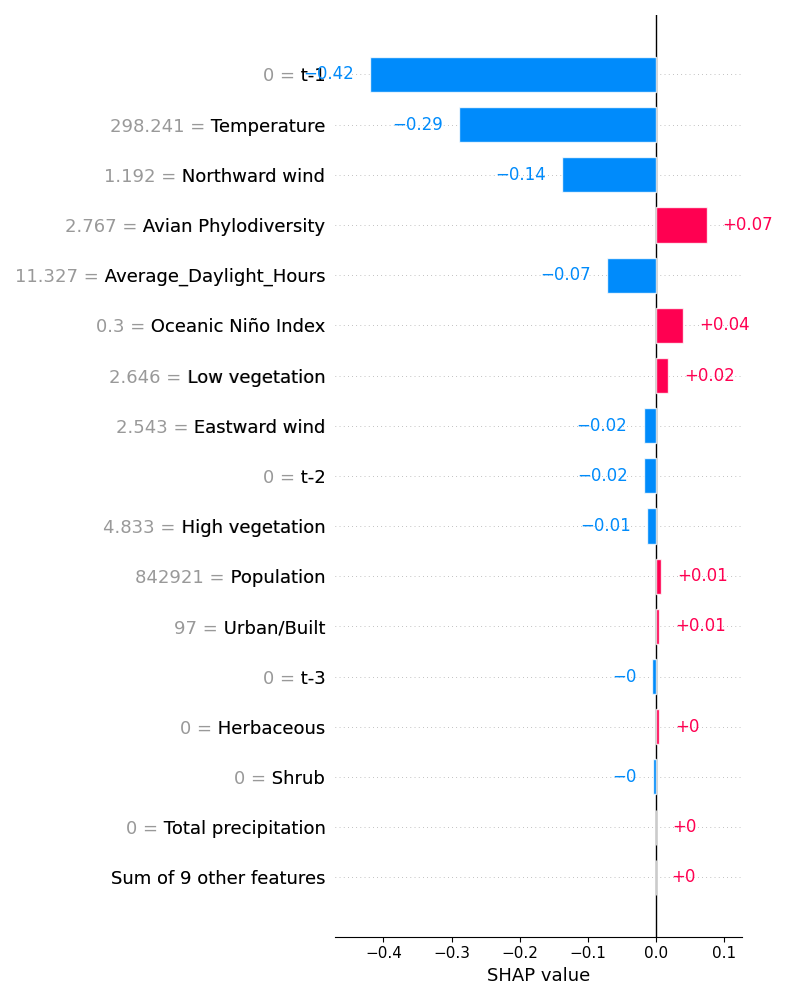 0 = t-1 −0.42
298.241 = Temperature −0.29
1.192 = Northward wind −0.14
2.767 = Avian Phylodiversity +0.07
11.327 = Average_Daylight_Hours −0.07
0.3 = Oceanic Niño Index +0.04
2.646 = Low vegetation +0.02
2.543 = Eastward wind −0.02
0 = t-2 −0.02
4.833 = High vegetation −0.01
842921 = Population +0.01
97 = Urban/Built +0.01
0 = t-3 −0
0 = Herbaceous +0
0 = Shrub −0
0 = Total precipitation +0
Sum of 9 other features +0
−0.4 −0.3 −0.2 −0.1 0.0 0.1
SHAP value